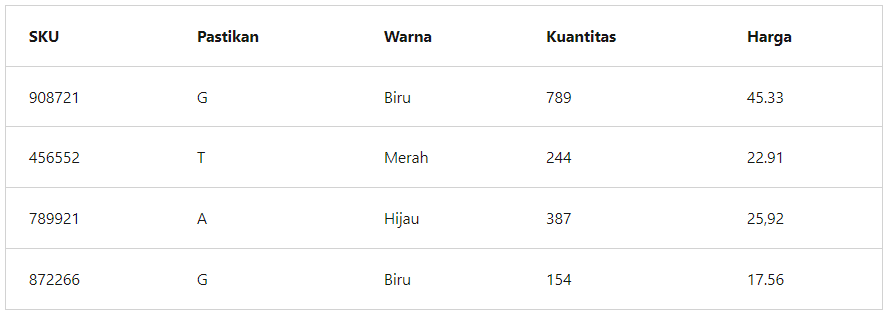 SKU Pastikan Warna Kuantitas Harga
908721 G Biru 789 45.33
456552 T Merah 244 22.91
789921 A Hijau 387 25,92
872266 G Biru 154 17.56